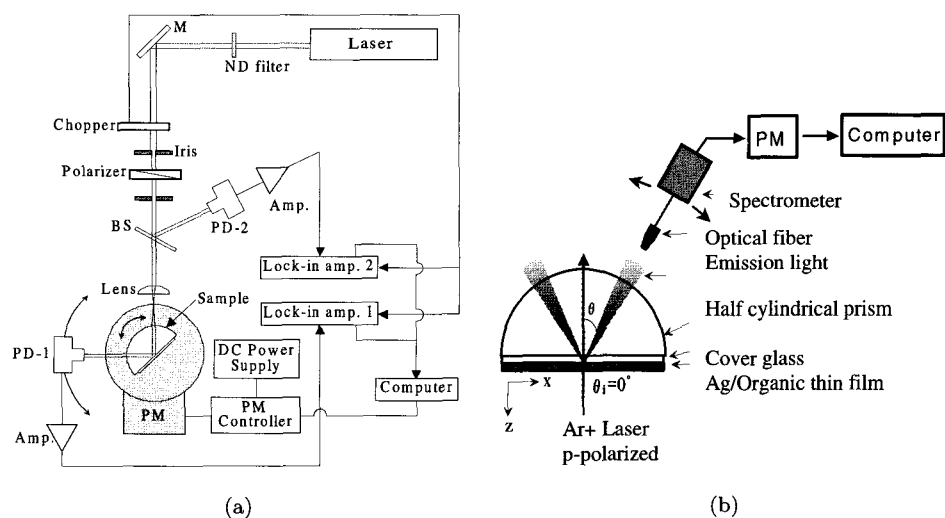 M
Laser
ND filter
Chopper
Iris
Polarizer
Amp.
BS
PD-2
Lock-in amp. 2
Lens
Sample
Lock-in amp. 1
PD-1
DC Power
Supply
Computer
PM
PM
Controller
Amp.
(a)
PM
Computer
Spectrometer
Optical fiber
Emission light
θ
Half cylindrical prism
Cover glass
Ag/Organic thin film
x
θi=0°
z
Ar+ Laser
p-polarized
(b)